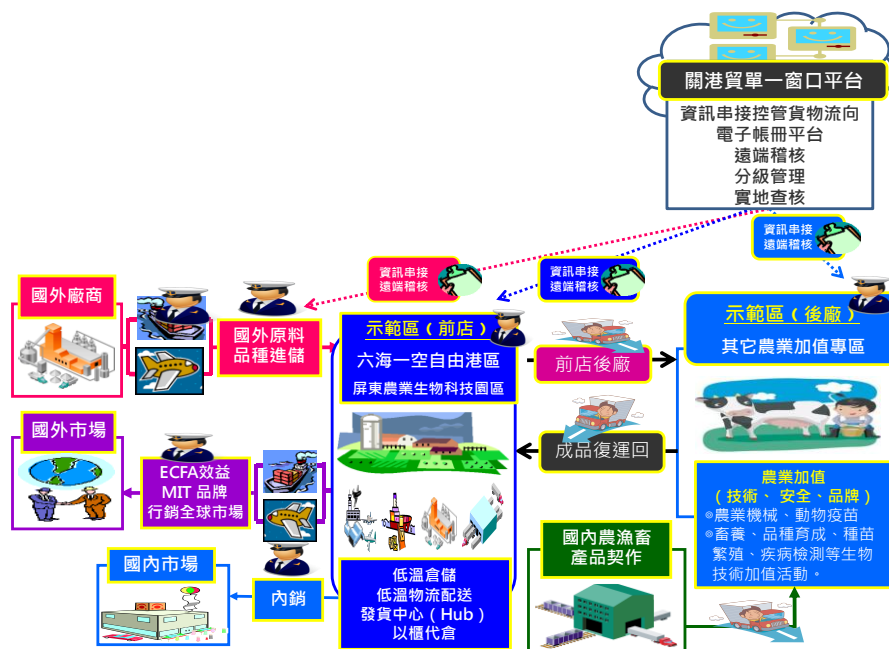 關港貿單一窗口平台
資訊串接控管貨物流向
電子帳冊平台
遠端稽核
分級管理
實地查核
資訊串接
遠端稽核
資訊串接
遠端稽核
資訊串接
遠端稽核
國外廠商
國外原料
品種進儲
示範區（前店）
六海一空自由港區
屏東農業生物科技園區
前店後廠
示範區（後廠）
其它農業加值專區
國外市場
ECFA效益
MIT 品牌
行銷全球市場
成品復運回
農業加值
（技術、安全、品牌）
◎農業機械、動物疫苗
◎畜養、品種育成、種苗
繁殖、疾病檢測等生物
技術加值活動。
國內農漁畜
產品契作
國內市場
內銷
低溫倉儲
低溫物流配送
發貨中心（Hub）
以櫃代倉